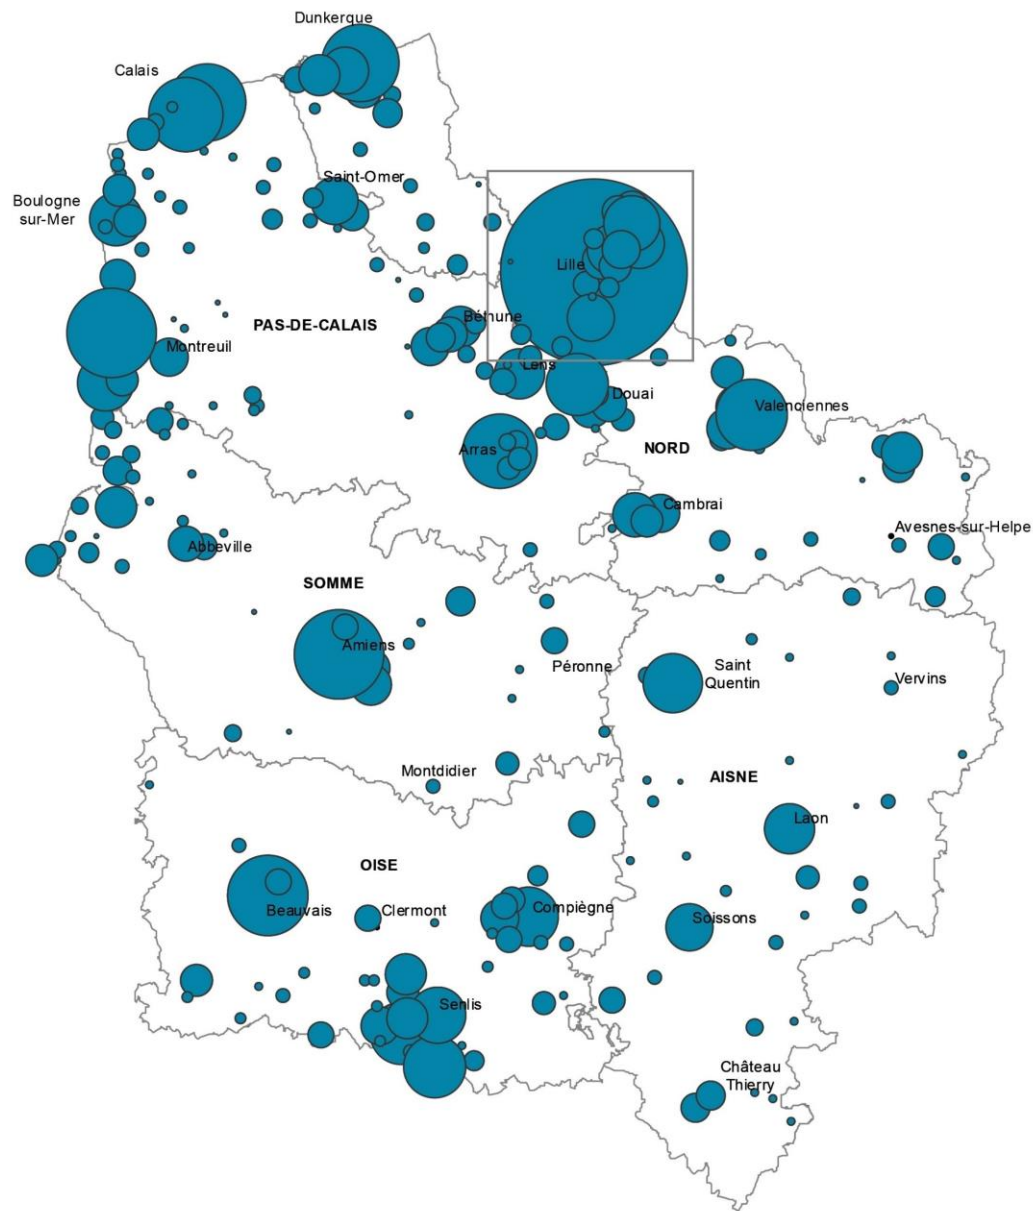 Dunkerque
Calais
Saint-Omer
Boulogne
sur-Mer
Lille
Béthune
PAS-DE-CALAIS
Montreuil
Lens
Douai
Valenciennes
Arras
NORD
Cambrai
Avesnes-sur-Helpe
Abbeville
SOMME
Amiens
Péronne
Saint
Quentin
Vervins
Montdidier
AISNE
Laon
OISE
Beauvais
Clermont
Compiègne
Soissons
Senlis
Château
Thierry